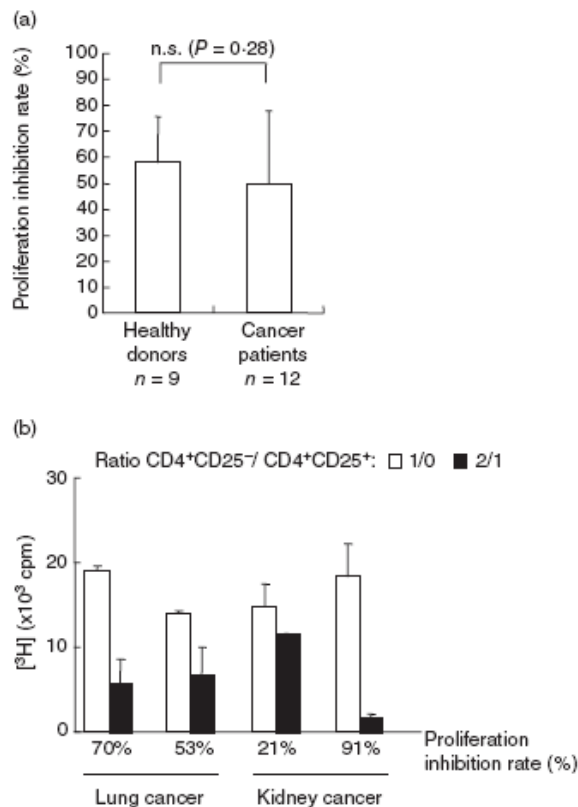 (a)
n.s. (P = 0·28)
Proliferation inhibition rate (%)
100
90
80
70
60
50
40
30
20
10
0
Healthy donors n = 9
Cancer patients n = 12
(b)
Ratio CD4⁺CD25⁻/ CD4⁺CD25⁺: 1/0 2/1
[³H] (x10³ cpm)
30
20
10
0
70% 53% 21% 91% Proliferation inhibition rate (%)
Lung cancer Kidney cancer